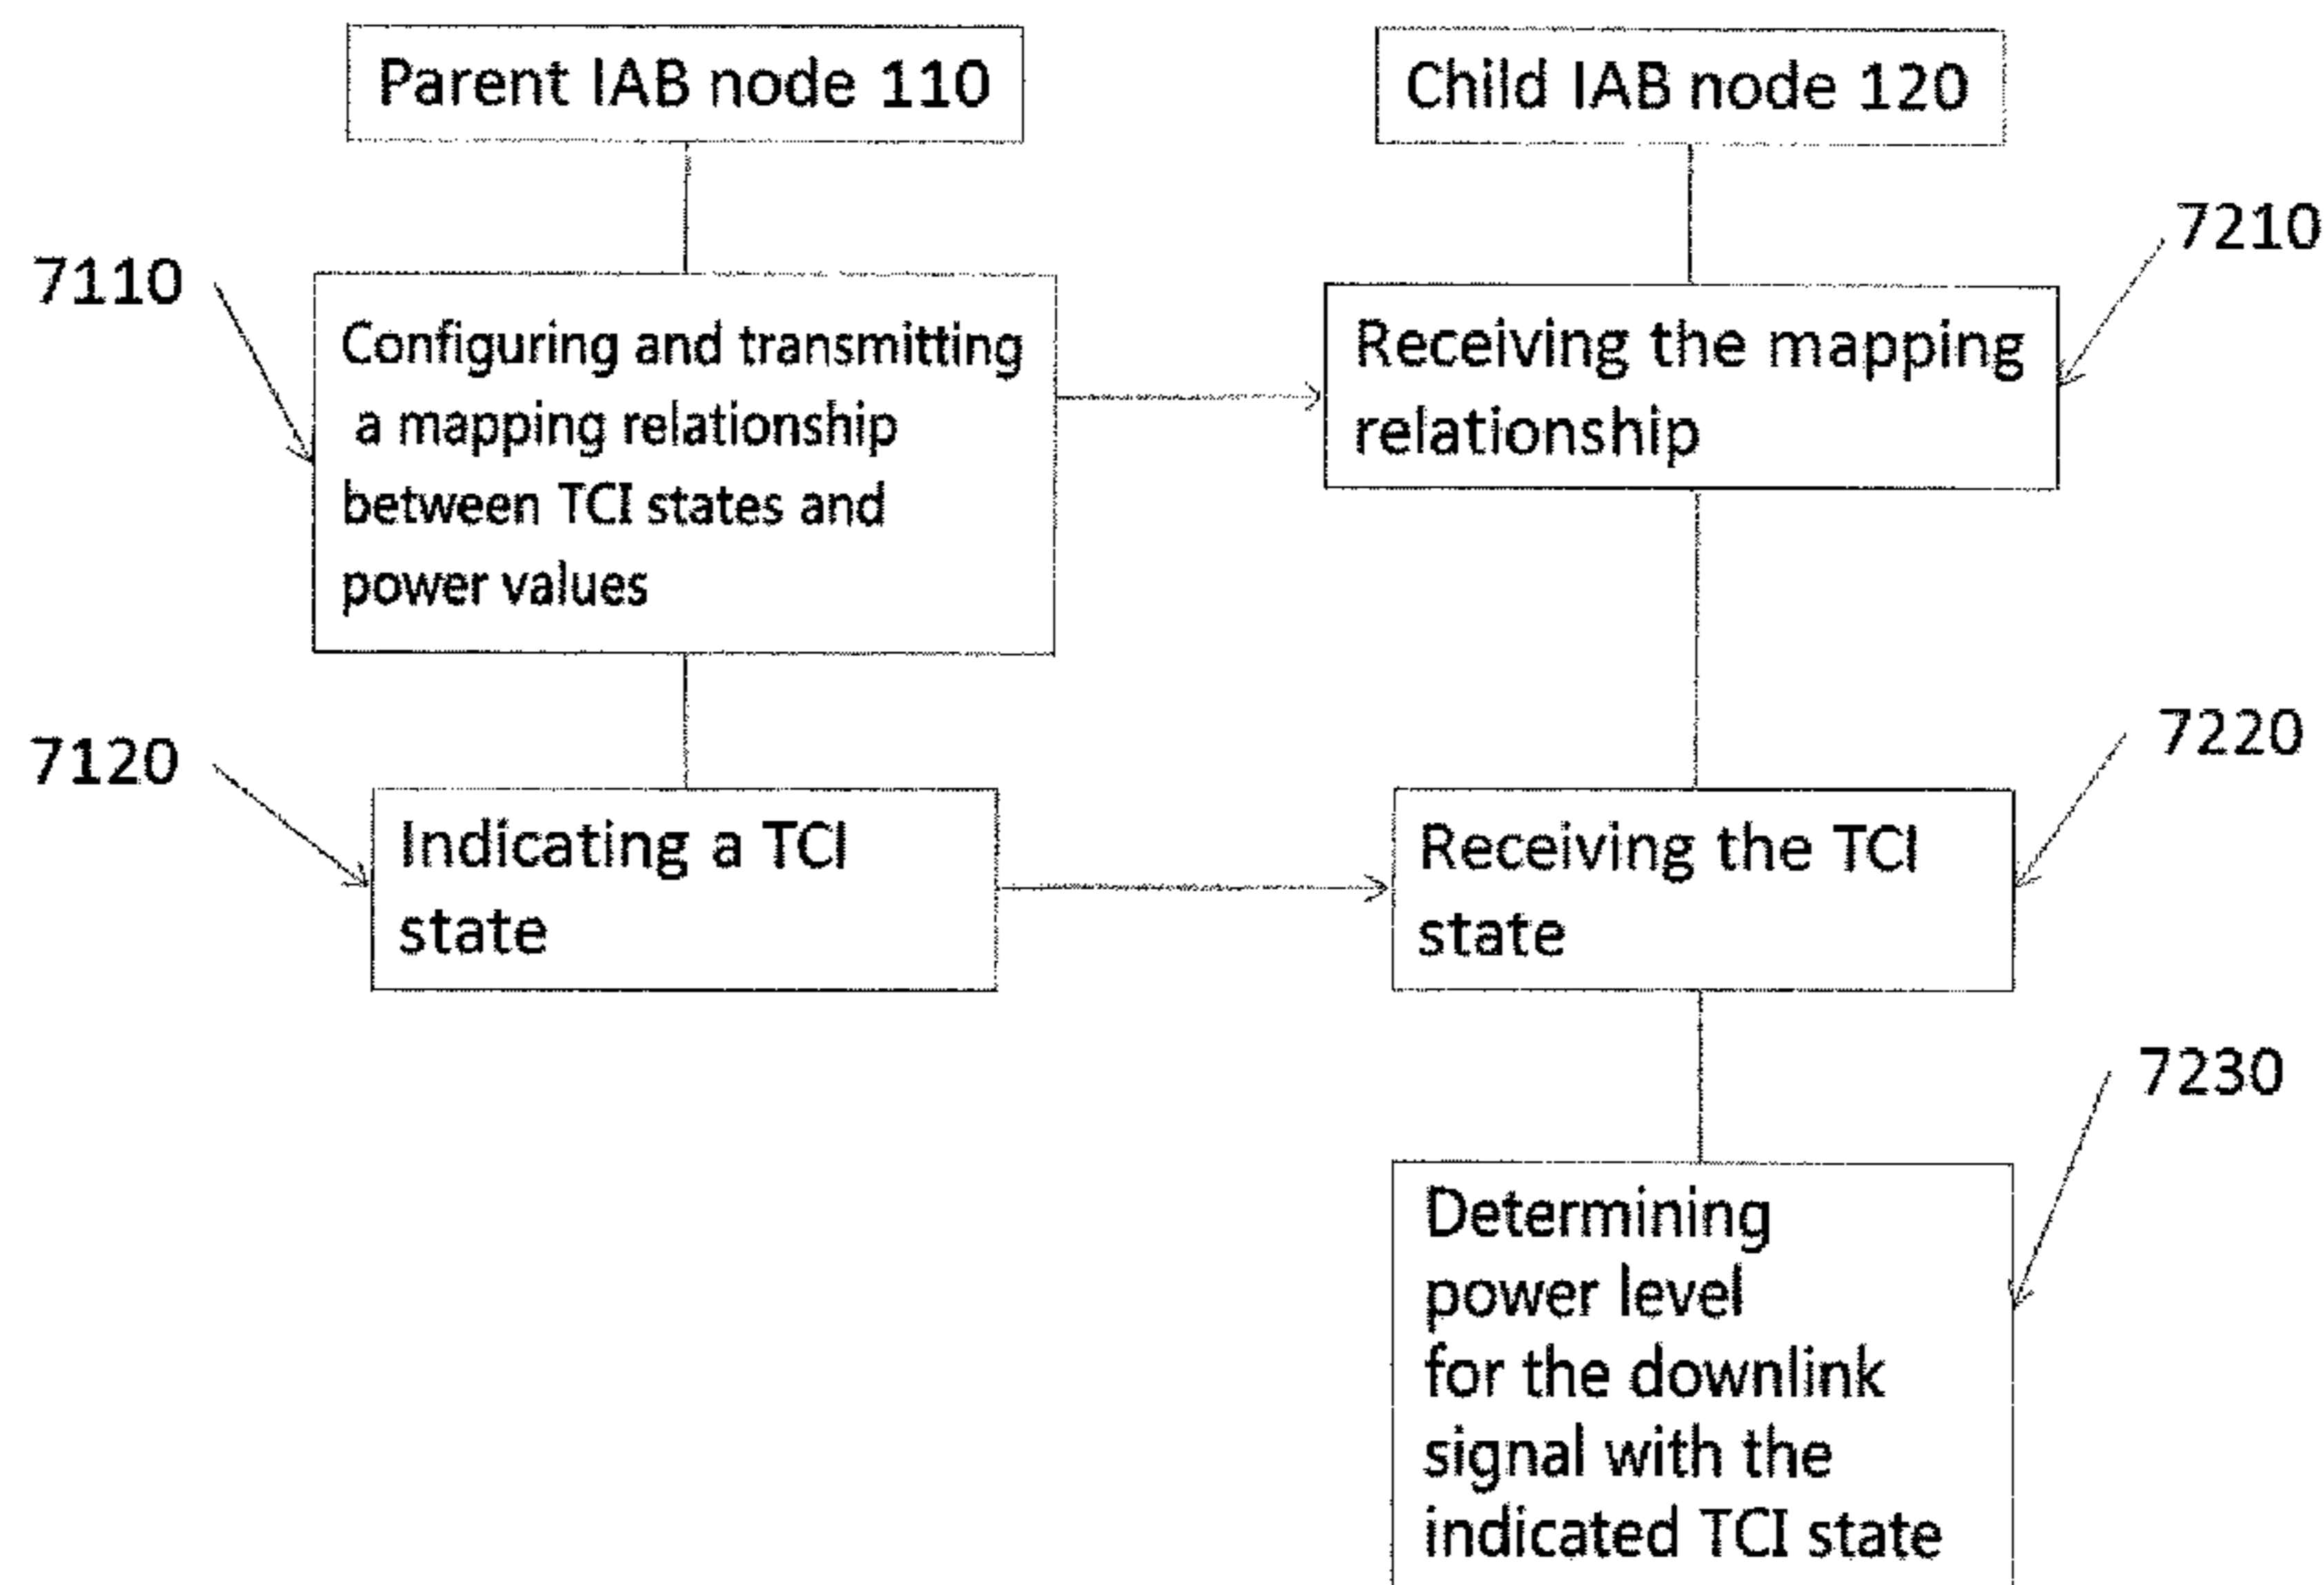 Parent IAB node 110
Child IAB node 120
7110
Configuring and transmitting
a mapping relationship
between TCI states and
power values
7210
Receiving the mapping
relationship
7120
Indicating a TCI
state
7220
Receiving the TCI
state
7230
Determining
power level
for the downlink
signal with the
indicated TCI state